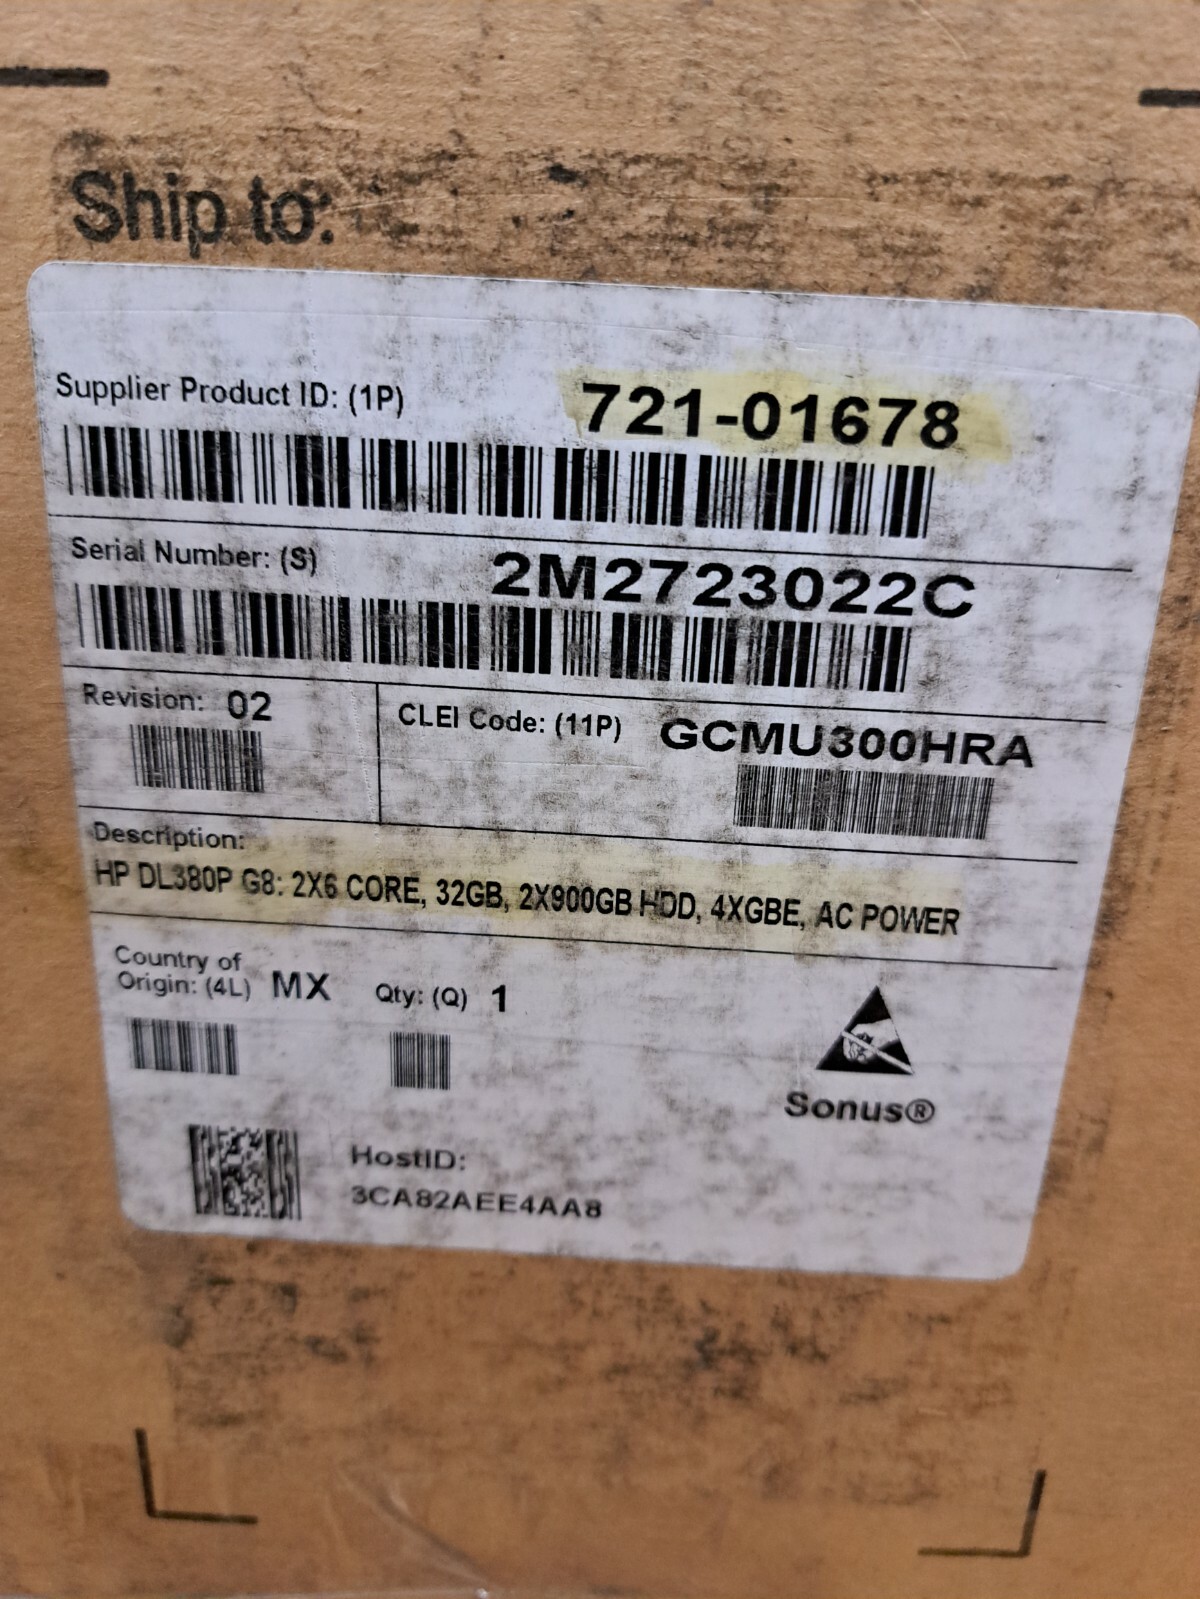 Ship to:
Supplier Product ID: (1P) 721-01678
Serial Number: (S) 2M2723022C
Revision: 02 CLEI Code: (11P) GCMU300HRA
Description:
HP DL380P G8: 2X6 CORE, 32GB, 2X900GB HDD, 4XGBE, AC POWER
Country of
Origin: (4L) MX Qty: (Q) 1
Sonus®
HostID:
3CA82AEE4AA8